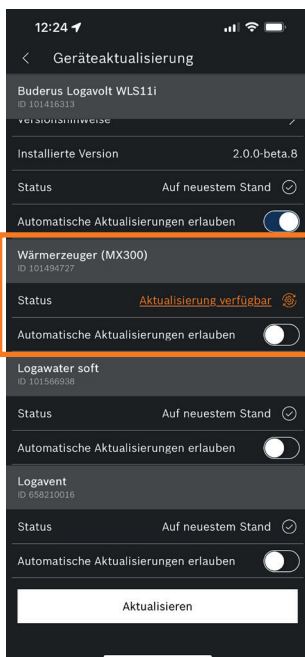 12:24
Geräteaktualisierung
Buderus Logavolt WLS11i
ID 101416313
Versionshinweise
Installierte Version 2.0.0-beta.8
Status Auf neuestem Stand
Automatische Aktualisierungen erlauben
Wärmerzeuger (MX300)
ID 101494727
Status Aktualisierung verfügbar
Automatische Aktualisierungen erlauben
Logawater soft
ID 101566938
Status Auf neuestem Stand
Automatische Aktualisierungen erlauben
Logavent
ID 658210016
Status Auf neuestem Stand
Automatische Aktualisierungen erlauben
Aktualisieren